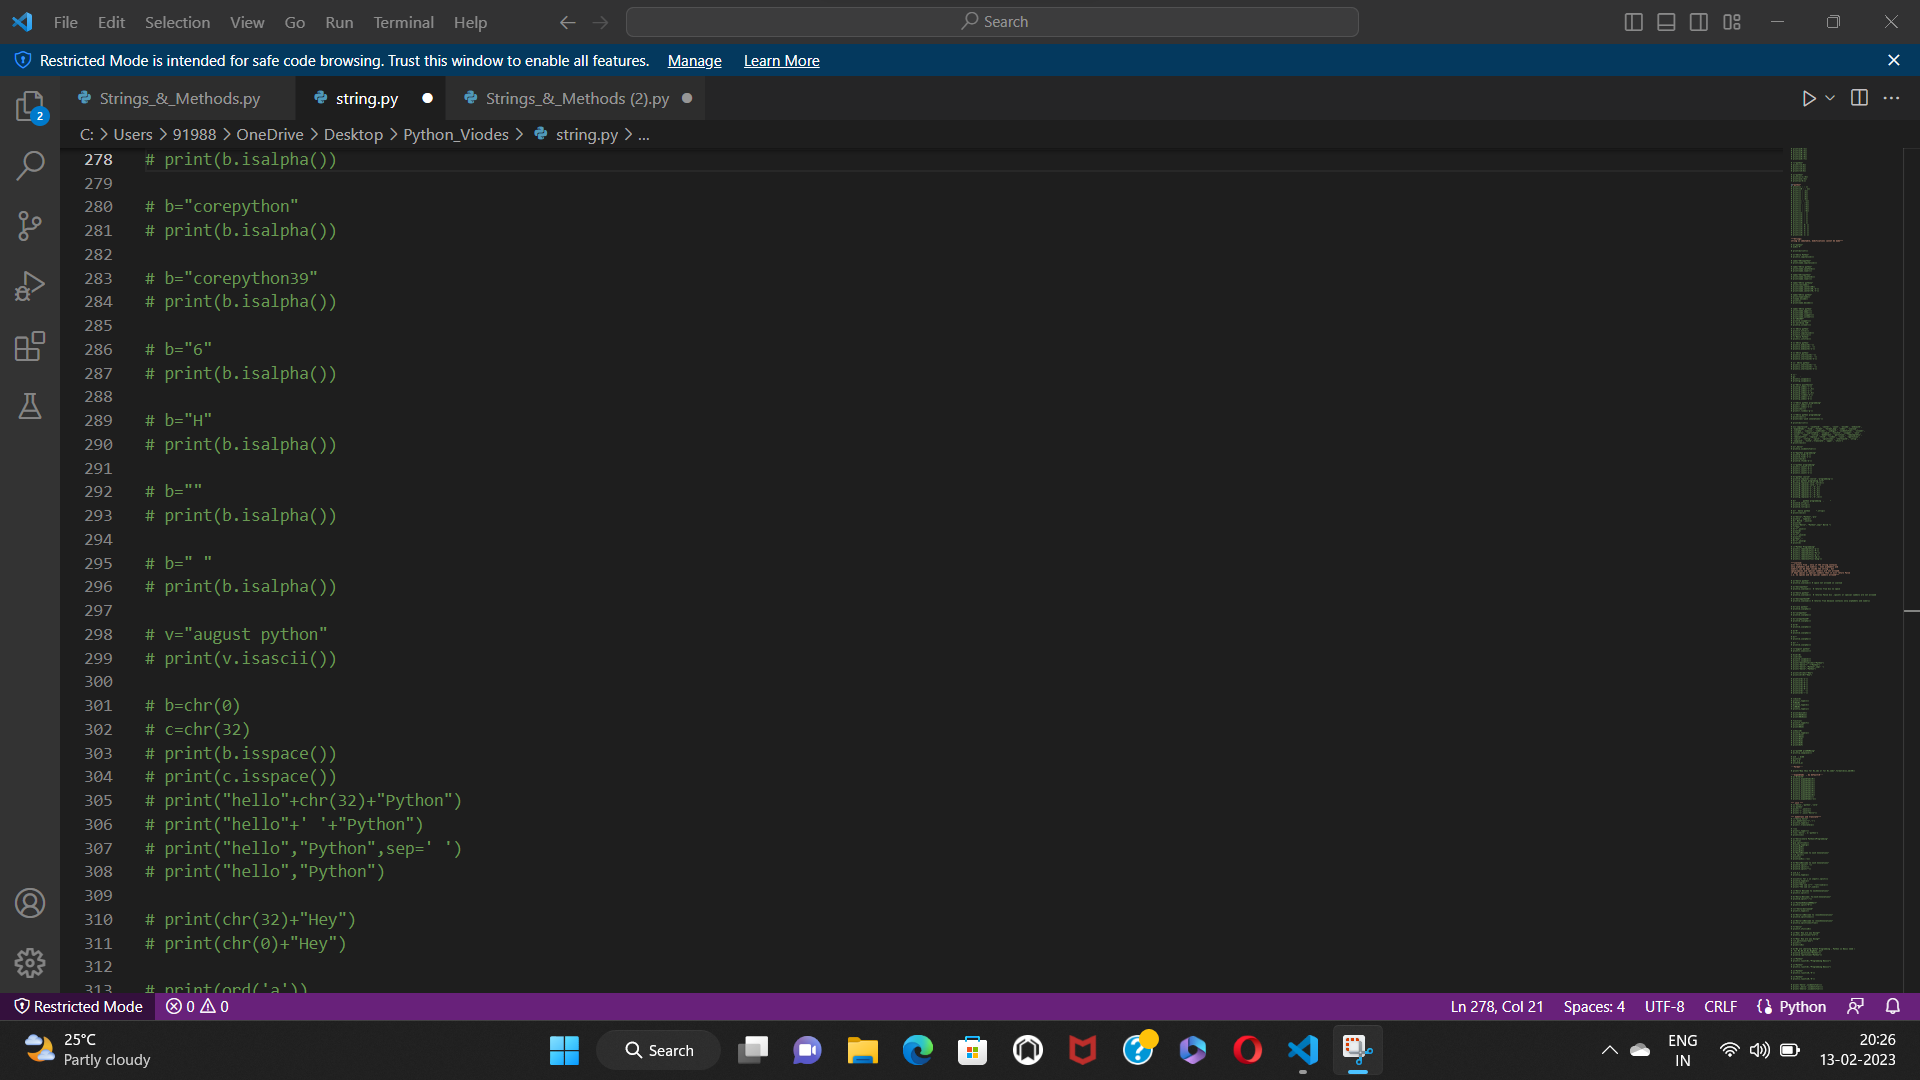 File Edit Selection View Go Run Terminal Help Search
Restricted Mode is intended for safe code browsing. Trust this window to enable all features. Manage Learn More
Strings_&_Methods.py string.py Strings_&_Methods (2).py
C: > Users > 91988 > OneDrive > Desktop > Python_Viodes > string.py > ...
2
278 # print(b.isalpha())
279
280 # b="corepython"
281 # print(b.isalpha())
282
283 # b="corepython39"
284 # print(b.isalpha())
285
286 # b="6"
287 # print(b.isalpha())
288
289 # b="H"
290 # print(b.isalpha())
291
292 # b=""
293 # print(b.isalpha())
294
295 # b=" "
296 # print(b.isalpha())
297
298 # v="august python"
299 # print(v.isascii())
300
301 # b=chr(0)
302 # c=chr(32)
303 # print(b.isspace())
304 # print(c.isspace())
305 # print("hello"+chr(32)+"Python")
306 # print("hello"+' '+"Python")
307 # print("hello","Python",sep=' ')
308 # print("hello","Python")
309
310 # print(chr(32)+"Hey")
311 # print(chr(0)+"Hey")
312
313 # print(ord('a'))
Restricted Mode 0 0 Ln 278, Col 21 Spaces: 4 UTF-8 CRLF Python
25°C
Partly cloudy
Search
ENG
IN
20:26
13-02-2023